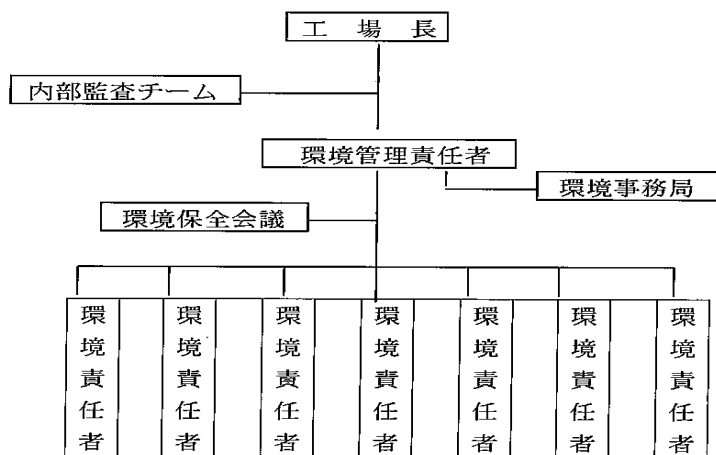 工場長
内部監査チーム
環境管理責任者
環境事務局
環境保全会議
環境責任者
環境責任者
環境責任者
環境責任者
環境責任者
環境責任者
環境責任者